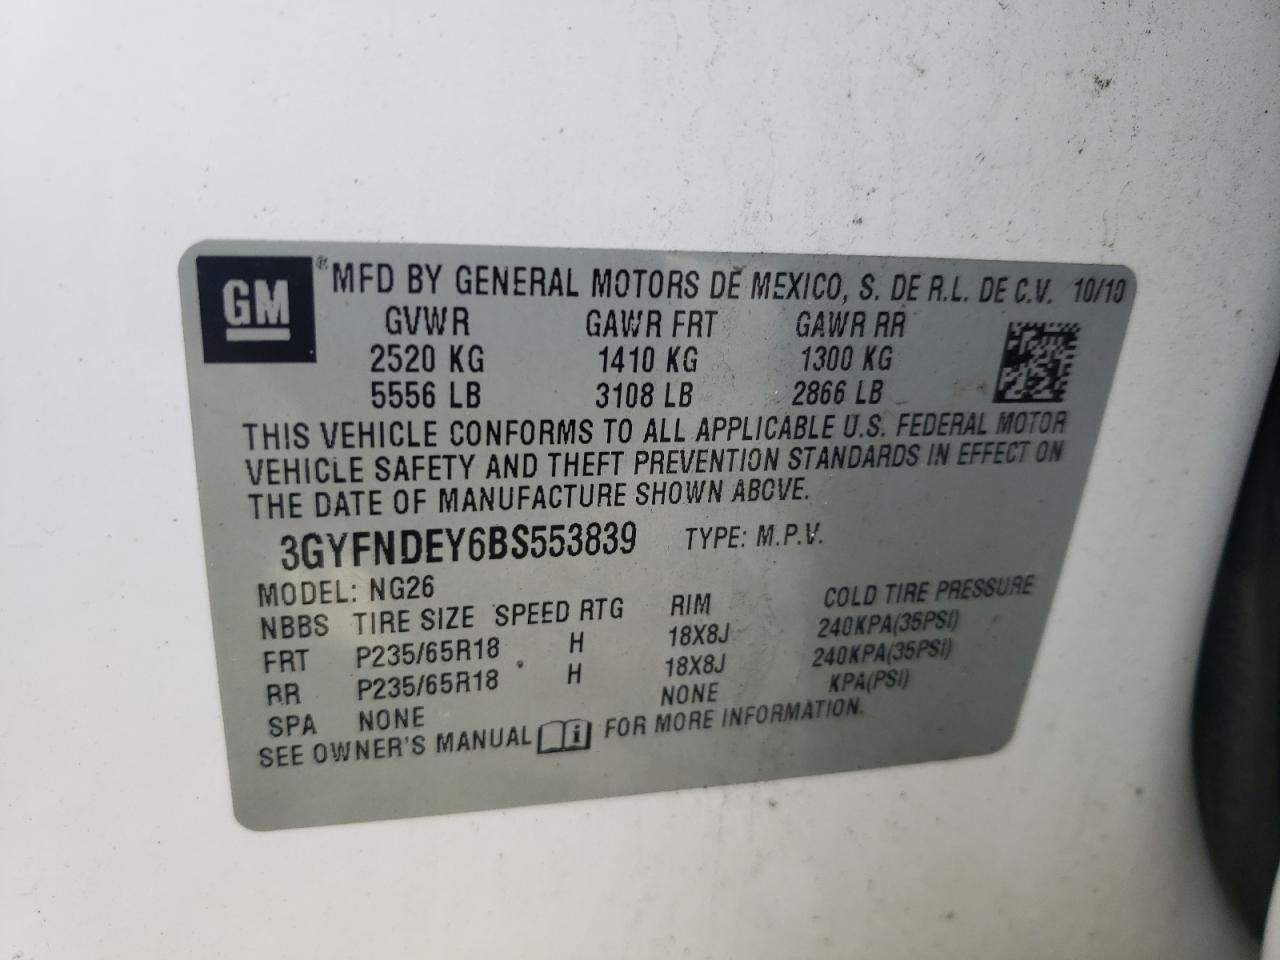 GM ® MFD BY GENERAL MOTORS DE MEXICO, S. DE R.L. DE C.V. 10/10
GVWR GAWR FRT GAWR RR
2520 KG 1410 KG 1300 KG
5556 LB 3108 LB 2866 LB
THIS VEHICLE CONFORMS TO ALL APPLICABLE U.S. FEDERAL MOTOR
VEHICLE SAFETY AND THEFT PREVENTION STANDARDS IN EFFECT ON
THE DATE OF MANUFACTURE SHOWN ABOVE.
3GYFNDEY6BS553839 TYPE: M.P.V.
MODEL: NG26
NBBS TIRE SIZE SPEED RTG RIM COLD TIRE PRESSURE
FRT P235/65R18 H 18X8J 240KPA(35PSI)
RR P235/65R18 H 18X8J 240KPA(35PSI)
SPA NONE NONE KPA(PSI)
SEE OWNER'S MANUAL i FOR MORE INFORMATION.